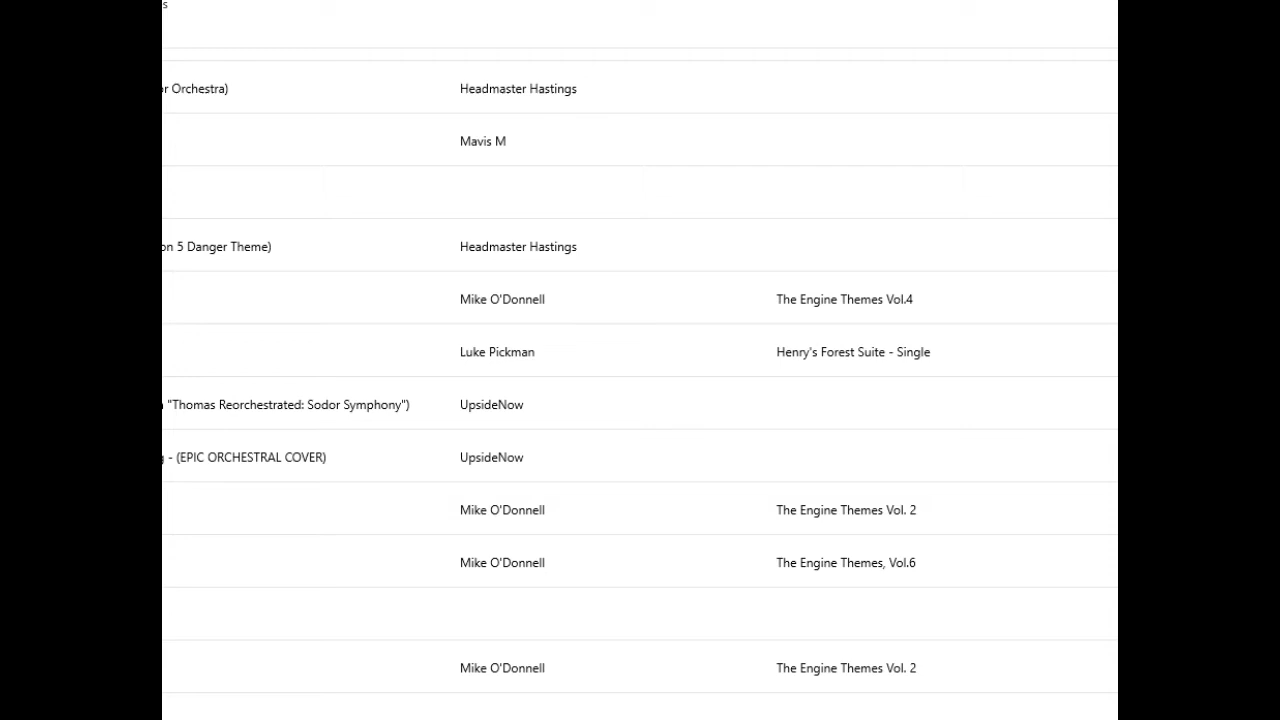 s
r Orchestra) Headmaster Hastings
Mavis M
on 5 Danger Theme) Headmaster Hastings
Mike O'Donnell The Engine Themes Vol.4
Luke Pickman Henry's Forest Suite - Single
"Thomas Reorchestrated: Sodor Symphony") UpsideNow
- (EPIC ORCHESTRAL COVER) UpsideNow
Mike O'Donnell The Engine Themes Vol. 2
Mike O'Donnell The Engine Themes, Vol.6
Mike O'Donnell The Engine Themes Vol. 2